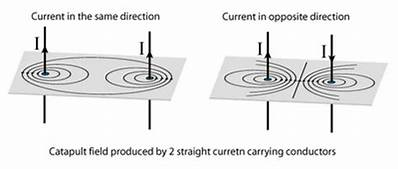 Current in the same direction
Current in opposite direction
I
I
I
I
Catapult field produced by 2 straight curretn carrying conductors